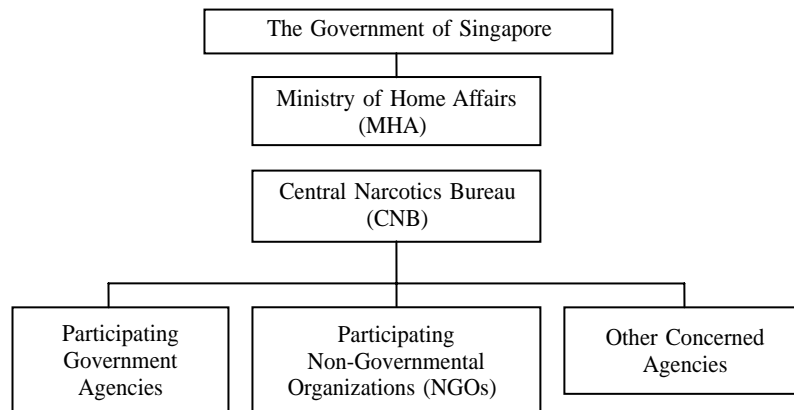 The Government of Singapore
Ministry of Home Affairs
(MHA)
Central Narcotics Bureau
(CNB)
Participating
Government
Agencies
Participating
Non-Governmental
Organizations (NGOs)
Other Concerned
Agencies